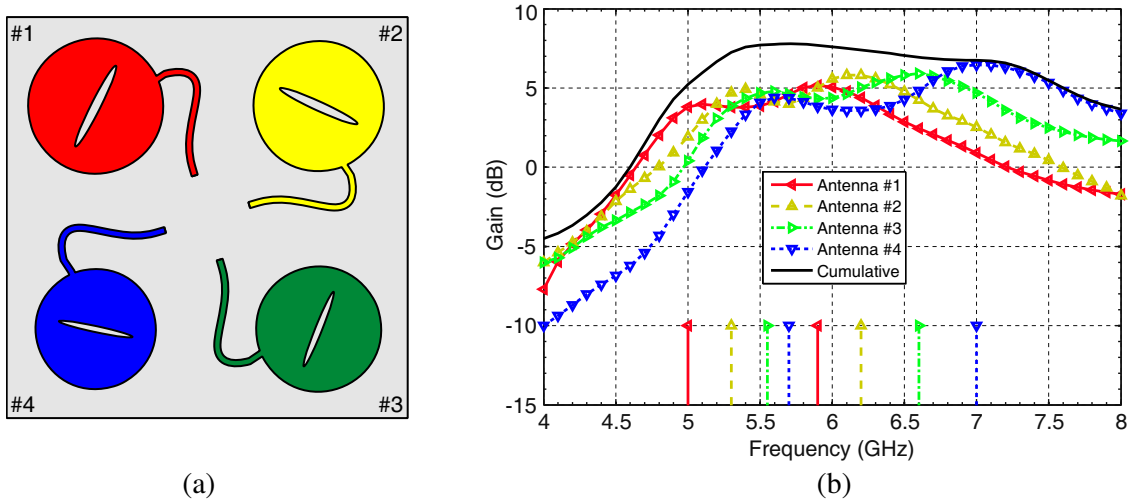 #1
#2
#4
#3
(a)
10
5
0
-5
-10
-15
Gain (dB)
Antenna #1
Antenna #2
Antenna #3
Antenna #4
Cumulative
4 4.5 5 5.5 6 6.5 7 7.5 8
Frequency (GHz)
(b)